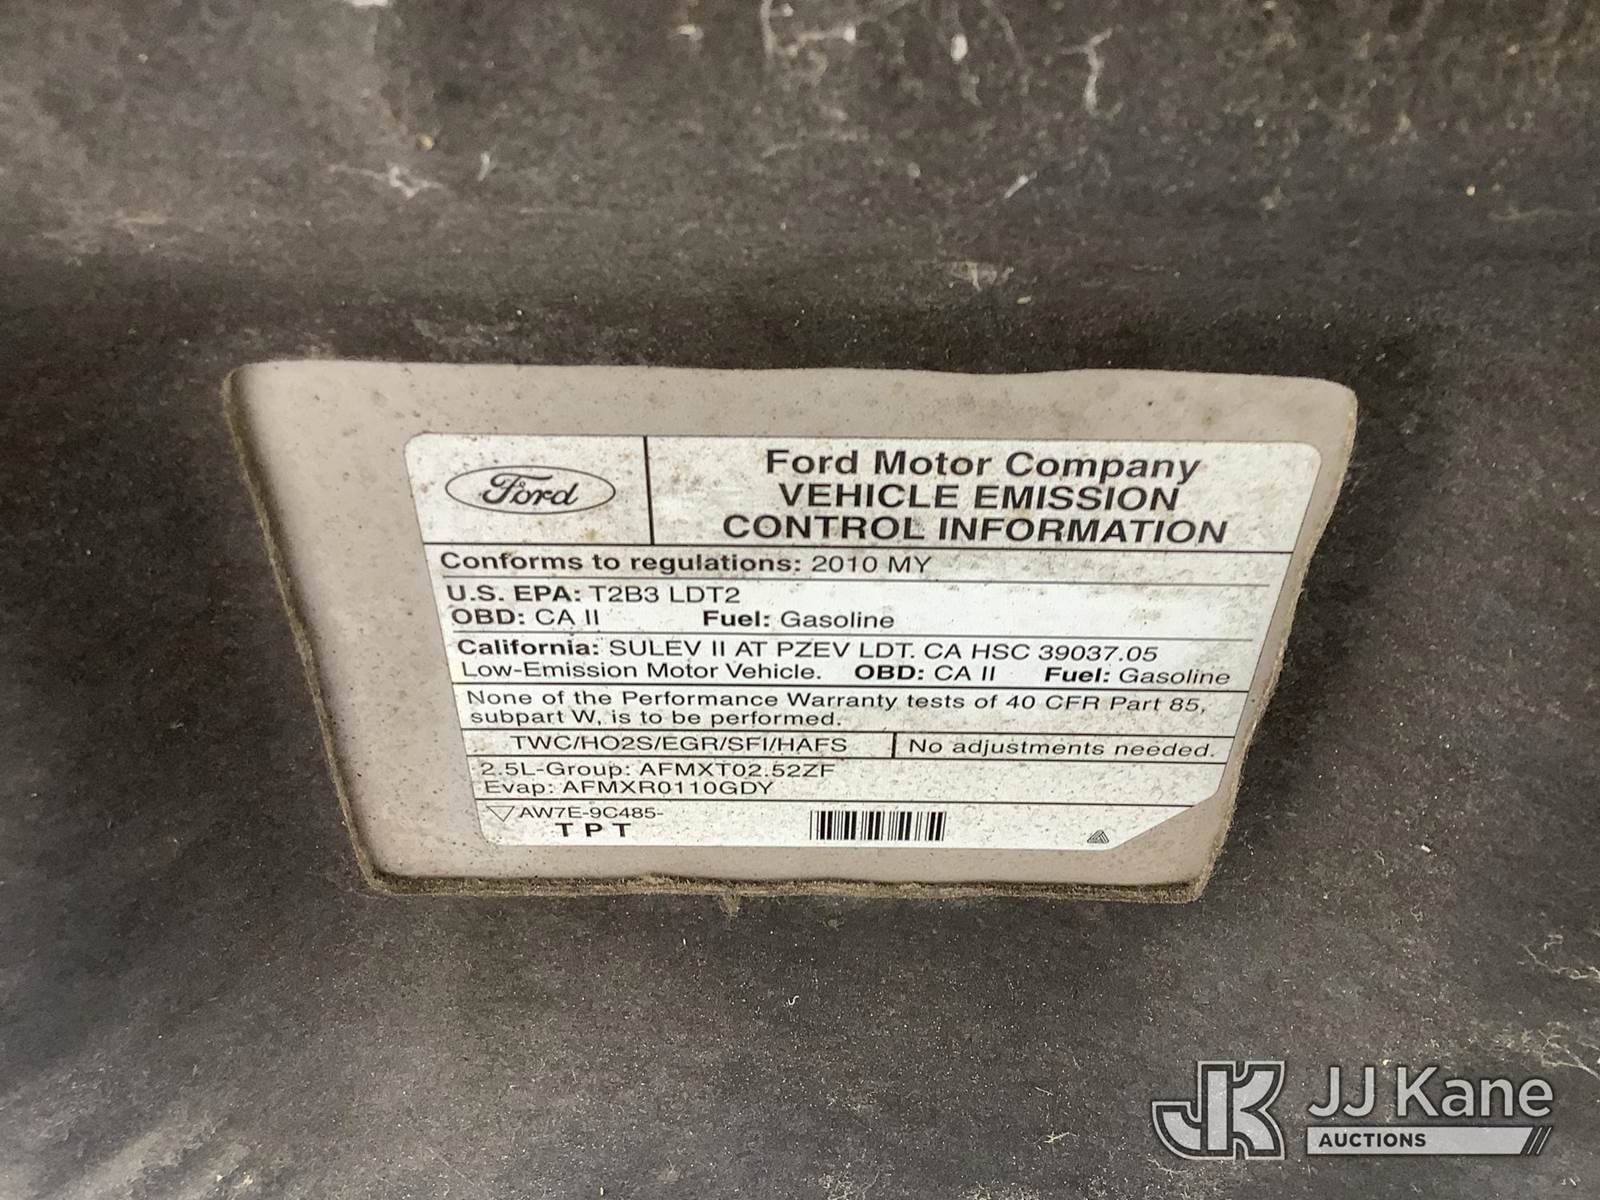 Ford
Ford Motor Company
VEHICLE EMISSION
CONTROL INFORMATION
Conforms to regulations: 2010 MY
U.S. EPA: T2B3 LDT2
OBD: CA II Fuel: Gasoline
California: SULEV II AT PZEV LDT. CA HSC 39037.05
Low-Emission Motor Vehicle. OBD: CA II Fuel: Gasoline
None of the Performance Warranty tests of 40 CFR Part 85,
subpart W, is to be performed.
TWC/HO2S/EGR/SFI/HAFS No adjustments needed.
2.5L-Group: AFMXT02.52ZF
Evap: AFMXR0110GDY
AW7E-9C485-
TPT
JK JJ Kane
AUCTIONS